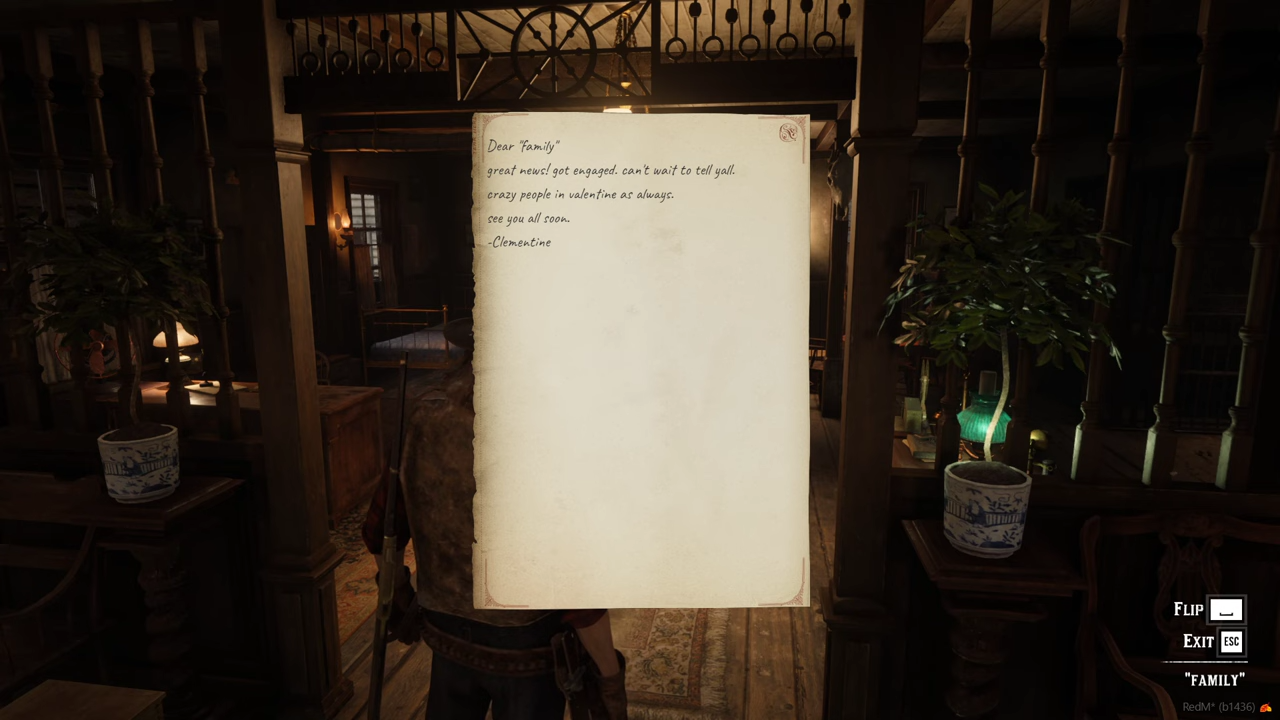 Dear "family"
great news! got engaged. can't wait to tell yall.
crazy people in valentine as always.
see you all soon.
-Clementine
Flip
Exit ESC
"FAMILY"
RedM* (b1436)